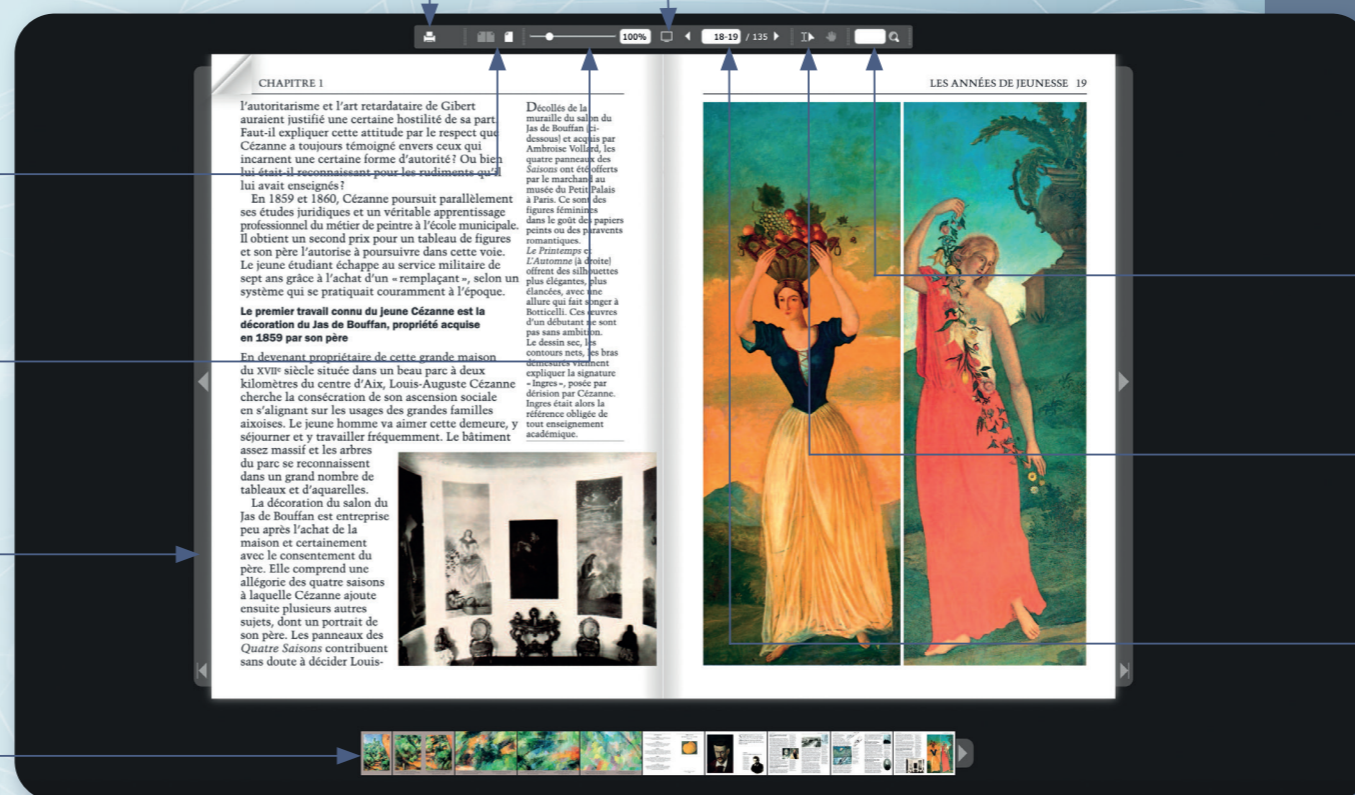 100%
18-19 / 135
CHAPITRE 1
l'autoritarisme et l'art retardataire de Gibert
auraient justifié une certaine hostilité de sa part.
Faut-il expliquer cette attitude par le respect que
Cézanne a toujours témoigné envers ceux qui
incarnent une certaine forme d'autorité ? Ou bien
lui était-il reconnaissant pour les rudiments qu'il
lui avait enseignés ?
En 1859 et 1860, Cézanne poursuit parallèlement
ses études juridiques et un véritable apprentissage
professionnel du métier de peintre à l'école municipale.
Il obtient un second prix pour un tableau de figures
et son père l'autorise à poursuivre dans cette voie.
Le jeune étudiant échappe au service militaire de
sept ans grâce à l'achat d'un « remplaçant », selon un
système qui se pratiquait couramment à l'époque.
Le premier travail connu du jeune Cézanne est la
décoration du Jas de Bouffan, propriété acquise
en 1859 par son père
En devenant propriétaire de cette grande maison
du XVIIe siècle située dans un beau parc à deux
kilomètres du centre d'Aix, Louis-Auguste Cézanne
cherche la consécration de son ascension sociale
en s'alignant sur les usages des grandes familles
aixoises. Le jeune homme va aimer cette demeure, y
séjourner et y travailler fréquemment. Le bâtiment
assez massif et les arbres
du parc se reconnaissent
dans un grand nombre de
tableaux et d'aquarelles.
La décoration du salon du
Jas de Bouffan est entreprise
peu après l'achat de la
maison et certainement
avec le consentement du
père. Elle comprend une
allégorie des quatre saisons
à laquelle Cézanne ajoute
ensuite plusieurs autres
sujets, dont un portrait de
son père. Les panneaux des
Quatre Saisons contribuent
sans doute à décider Louis-
Décollés de la
muraille du salon du
Jas de Bouffan (ci-
dessous) et acquis par
Ambroise Vollard, les
quatre panneaux des
Saisons ont été offerts
par le marchand au
musée du Petit Palais
à Paris. Ce sont des
figures féminines
dans le goût des papiers
peints ou des paravents
romantiques.
Le Printemps et
L'Automne (à droite)
offrent des silhouettes
plus élégantes, plus
élancées, avec une
allure qui fait songer à
Botticelli. Ces œuvres
d'un débutant ne sont
pas sans ambition.
Le dessin sec, les
contours nets, les bras
démesurés viennent
expliquer la signature
« Ingres », posée par
dérision par Cézanne.
Ingres était alors la
référence obligée de
tout enseignement
académique.
LES ANNÉES DE JEUNESSE 19